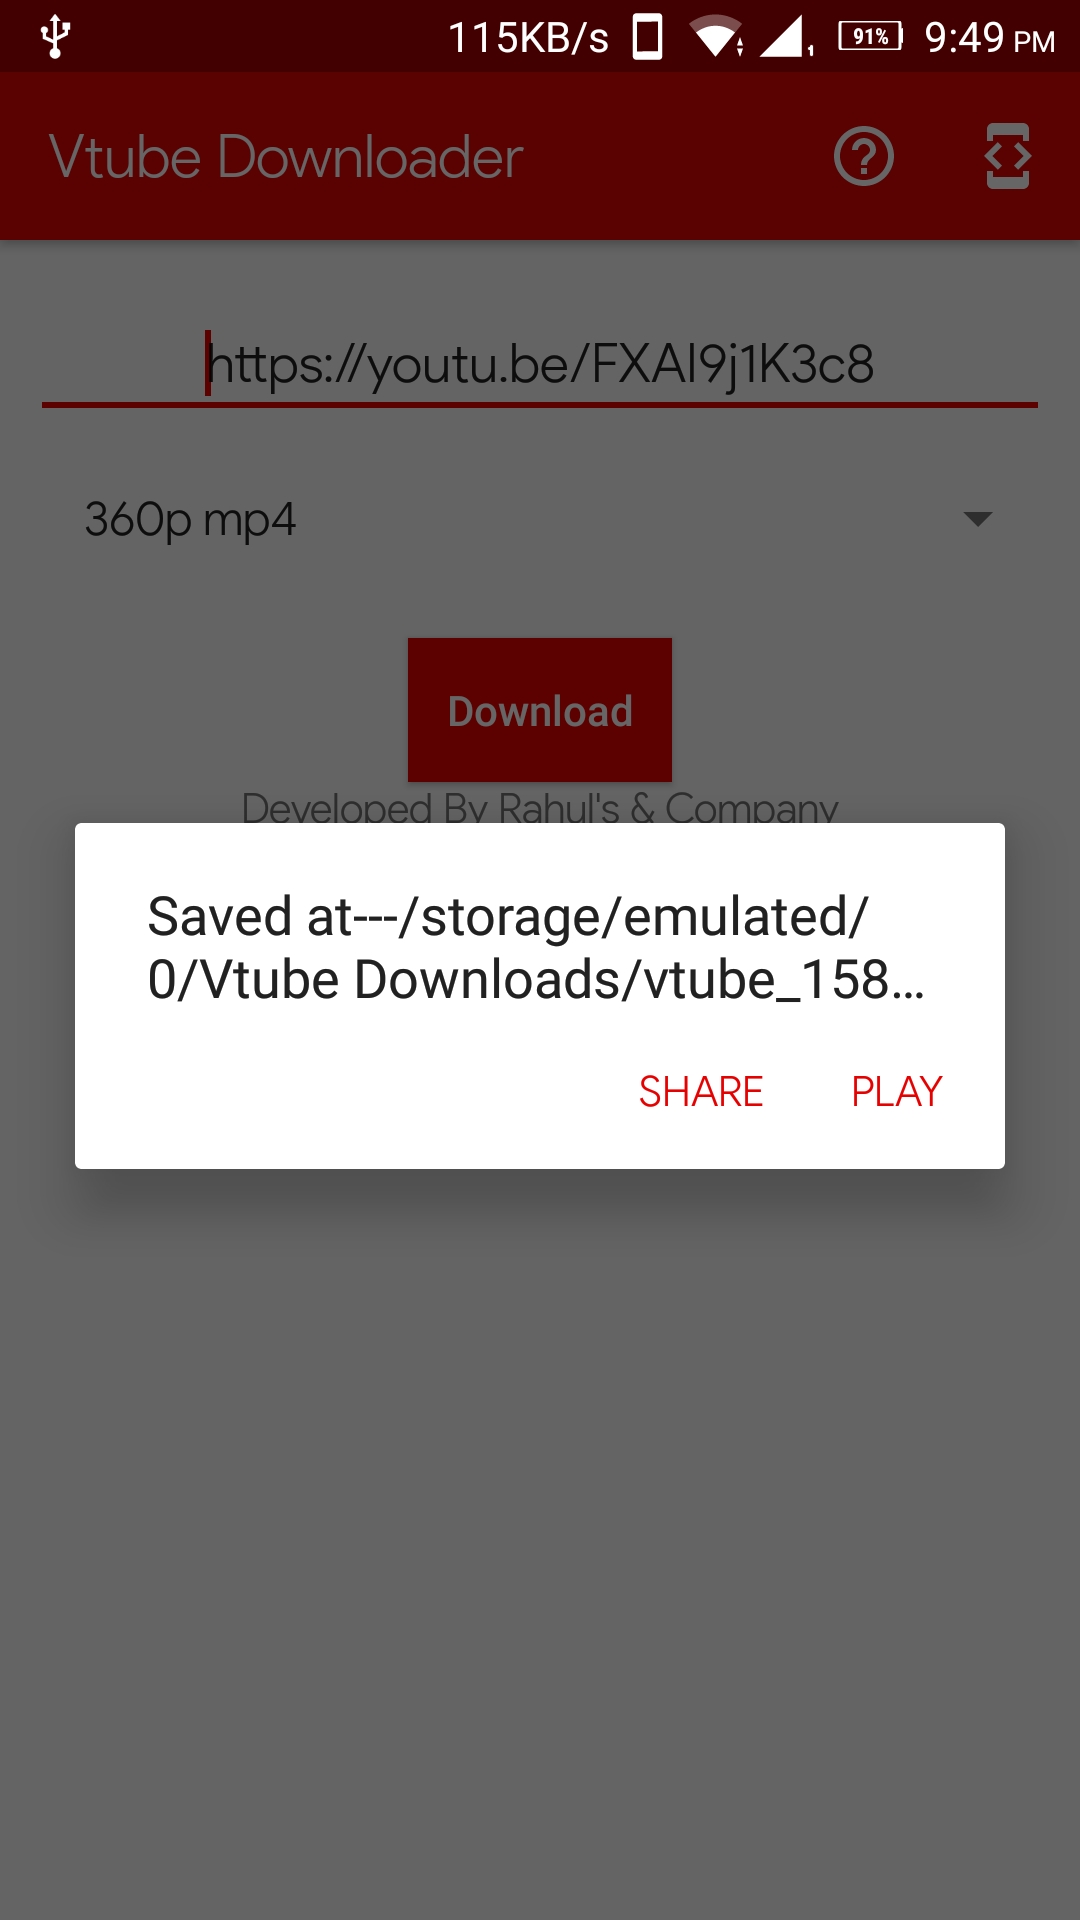 115KB/s 91% 9:49 PM
Vtube Downloader
https://youtu.be/FXAI9j1K3c8
360p mp4
Download
Developed By Rahul's & Company
Saved at---/storage/emulated/
0/Vtube Downloads/vtube_158...
SHARE PLAY